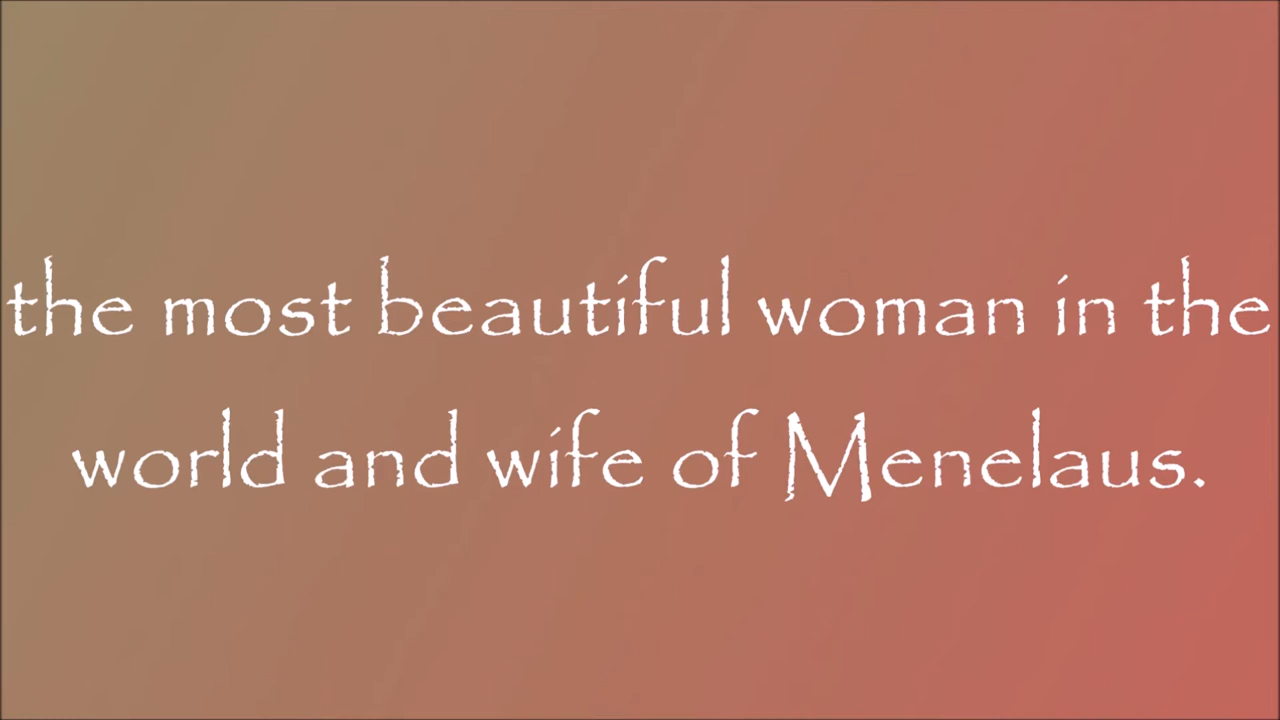 the most beautiful woman in the
world and wife of Menelaus.